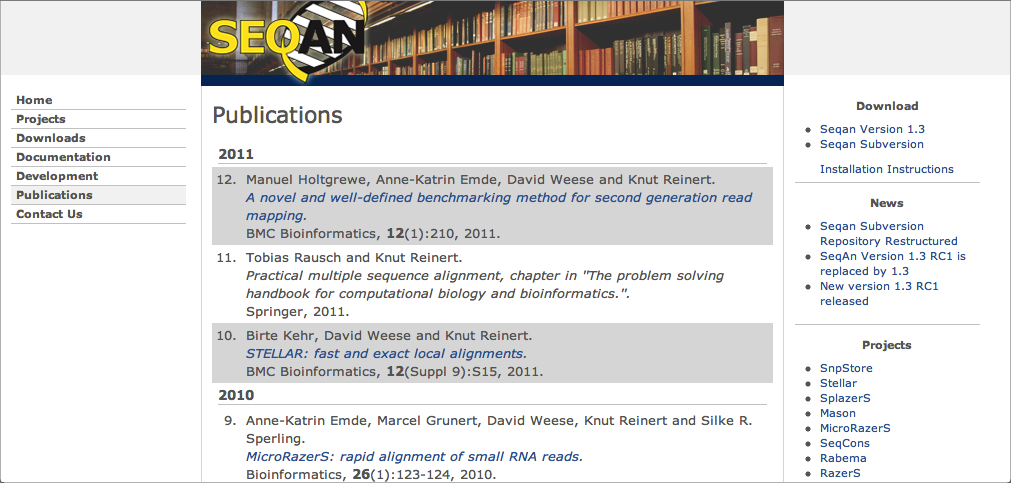 SEQAN
Home
Projects
Downloads
Documentation
Development
Publications
Contact Us
Publications
2011
12. Manuel Holtgrewe, Anne-Katrin Emde, David Weese and Knut Reinert.
A novel and well-defined benchmarking method for second generation read
mapping.
BMC Bioinformatics, 12(1):210, 2011.
11. Tobias Rausch and Knut Reinert.
Practical multiple sequence alignment, chapter in "The problem solving
handbook for computational biology and bioinformatics.".
Springer, 2011.
10. Birte Kehr, David Weese and Knut Reinert.
STELLAR: fast and exact local alignments.
BMC Bioinformatics, 12(Suppl 9):S15, 2011.
2010
9. Anne-Katrin Emde, Marcel Grunert, David Weese, Knut Reinert and Silke R.
Sperling.
MicroRazerS: rapid alignment of small RNA reads.
Bioinformatics, 26(1):123-124, 2010.
Download
Seqan Version 1.3
Seqan Subversion
Installation Instructions
News
Seqan Subversion
Repository Restructured
SeqAn Version 1.3 RC1 is
replaced by 1.3
New version 1.3 RC1
released
Projects
SnpStore
Stellar
SplazerS
Mason
MicroRazerS
SeqCons
Rabema
RazerS